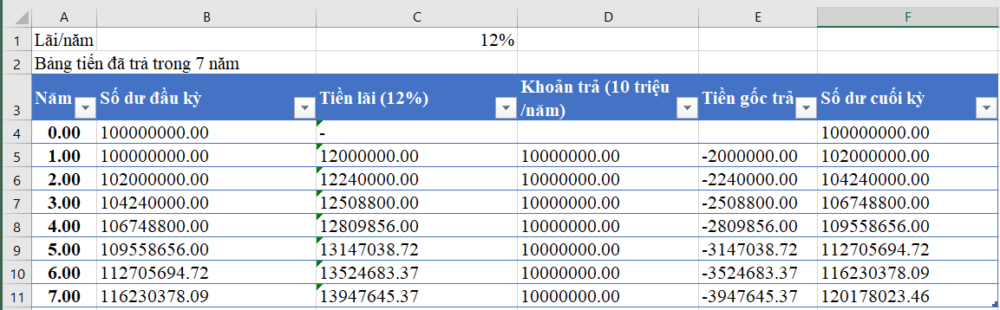 A B C D E F
1 Lãi/năm 12%
2 Bảng tiền đã trả trong 7 năm
3 Năm Số dư đầu kỳ Tiền lãi (12%) Khoản trả (10 triệu /năm) Tiền gốc trả Số dư cuối kỳ
4 0.00 100000000.00 - 100000000.00
5 1.00 100000000.00 12000000.00 10000000.00 -2000000.00 102000000.00
6 2.00 102000000.00 12240000.00 10000000.00 -2240000.00 104240000.00
7 3.00 104240000.00 12508800.00 10000000.00 -2508800.00 106748800.00
8 4.00 106748800.00 12809856.00 10000000.00 -2809856.00 109558656.00
9 5.00 109558656.00 13147038.72 10000000.00 -3147038.72 112705694.72
10 6.00 112705694.72 13524683.37 10000000.00 -3524683.37 116230378.09
11 7.00 116230378.09 13947645.37 10000000.00 -3947645.37 120178023.46